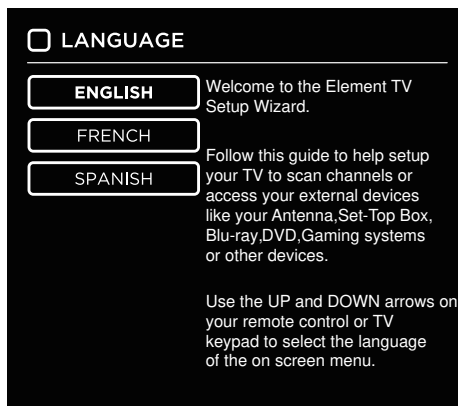 LANGUAGE
ENGLISH
FRENCH
SPANISH
Welcome to the Element TV
Setup Wizard.
Follow this guide to help setup
your TV to scan channels or
access your external devices
like your Antenna,Set-Top Box,
Blu-ray,DVD,Gaming systems
or other devices.
Use the UP and DOWN arrows on
your remote control or TV
keypad to select the language
of the on screen menu.